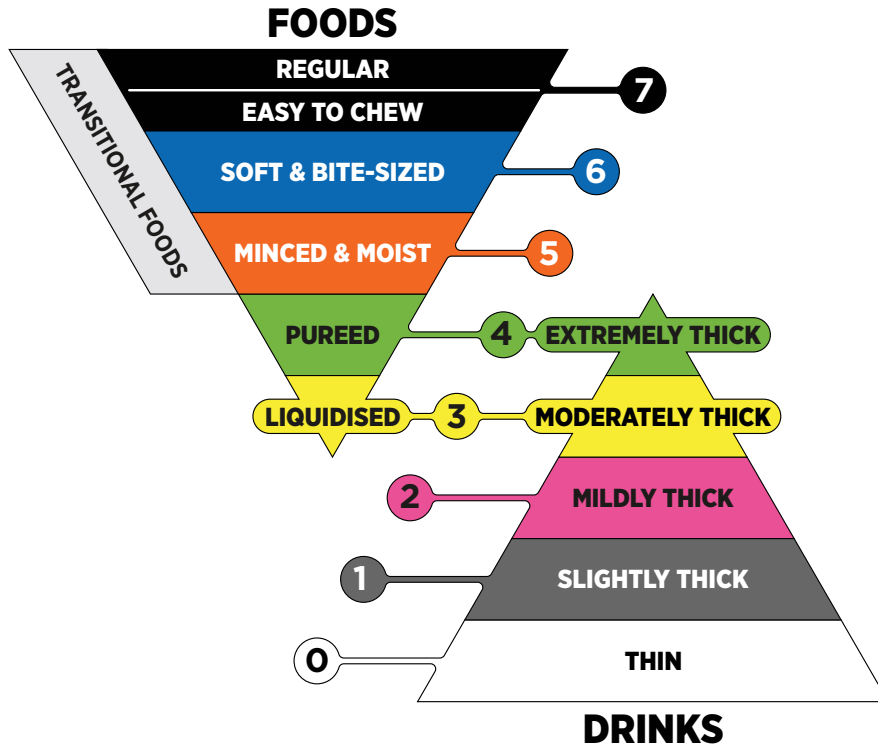 FOODS
REGULAR
EASY TO CHEW
7
TRANSITIONAL FOODS
SOFT & BITE-SIZED
6
MINCED & MOIST
5
PUREED
4
EXTREMELY THICK
LIQUIDISED
3
MODERATELY THICK
2
MILDLY THICK
1
SLIGHTLY THICK
0
THIN
DRINKS